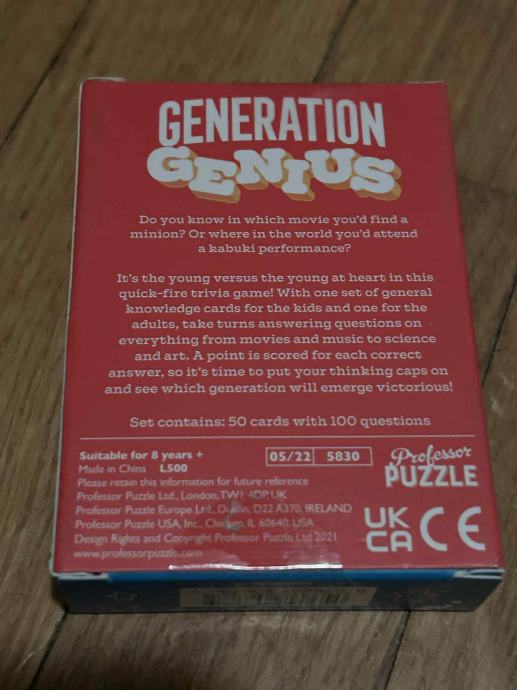 GENERATION
GENIUS
Do you know in which movie you'd find a
minion? Or where in the world you'd attend
a kabuki performance?
It's the young versus the young at heart in this
quick-fire trivia game! With one set of general
knowledge cards for the kids and one for the
adults, take turns answering questions on
everything from movies and music to science
and art. A point is scored for each correct
answer, so it's time to put your thinking caps on
and see which generation will emerge victorious!
Set contains: 50 cards with 100 questions
Suitable for 8 years +
Made in China L500
05/22 5830
Professor
PUZZLE
Please retain this information for future reference
Professor Puzzle Ltd., London, TW1 4DP, UK
Professor Puzzle Europe Ltd., Dublin, D22 A370, IRELAND
Professor Puzzle USA, Inc., Chicago, IL 60640, USA
Design Rights and Copyright Professor Puzzle Ltd 2021
www.professorpuzzle.com
UK
CA CE